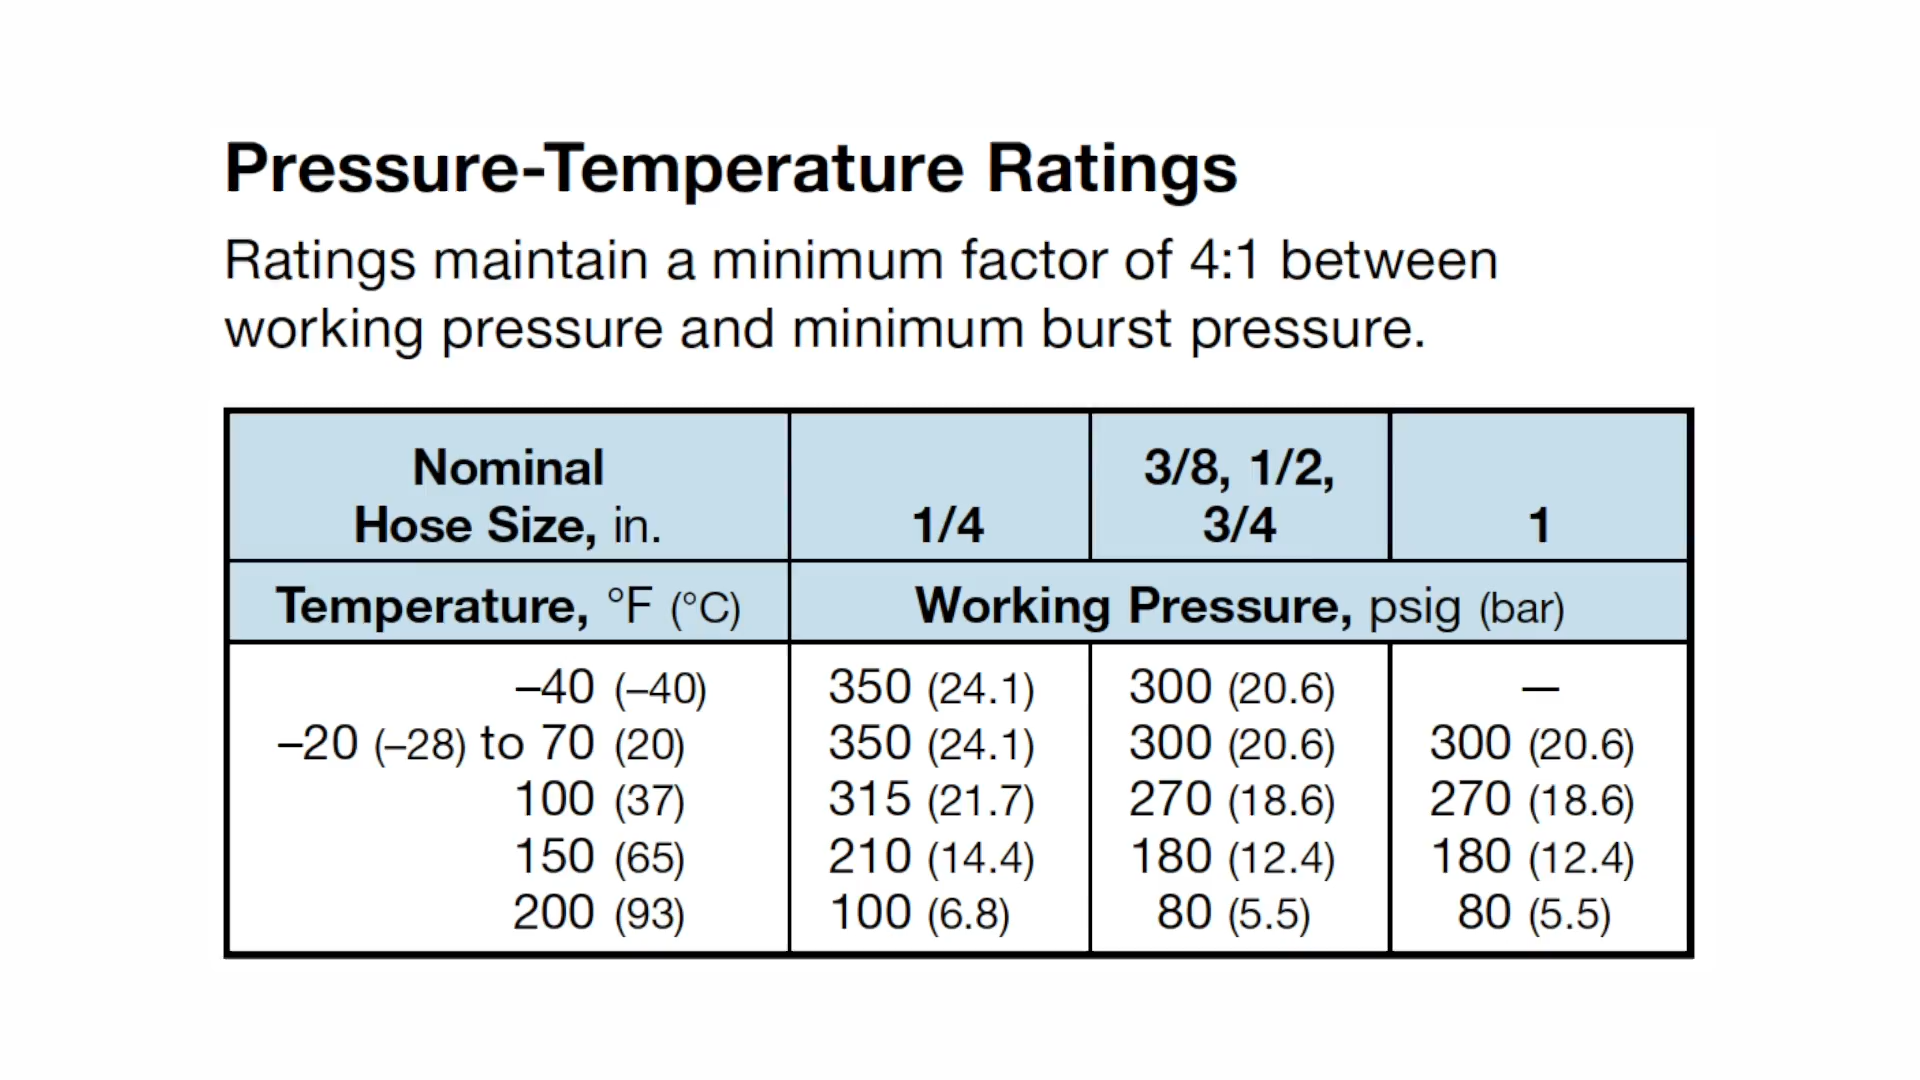 Pressure-Temperature Ratings
Ratings maintain a minimum factor of 4:1 between
working pressure and minimum burst pressure.
Nominal
Hose Size, in.
1/4
3/8, 1/2,
3/4
1
Temperature, °F (°C)
Working Pressure, psig (bar)
–40 (–40) 350 (24.1) 300 (20.6) —
–20 (–28) to 70 (20) 350 (24.1) 300 (20.6) 300 (20.6)
100 (37) 315 (21.7) 270 (18.6) 270 (18.6)
150 (65) 210 (14.4) 180 (12.4) 180 (12.4)
200 (93) 100 (6.8) 80 (5.5) 80 (5.5)